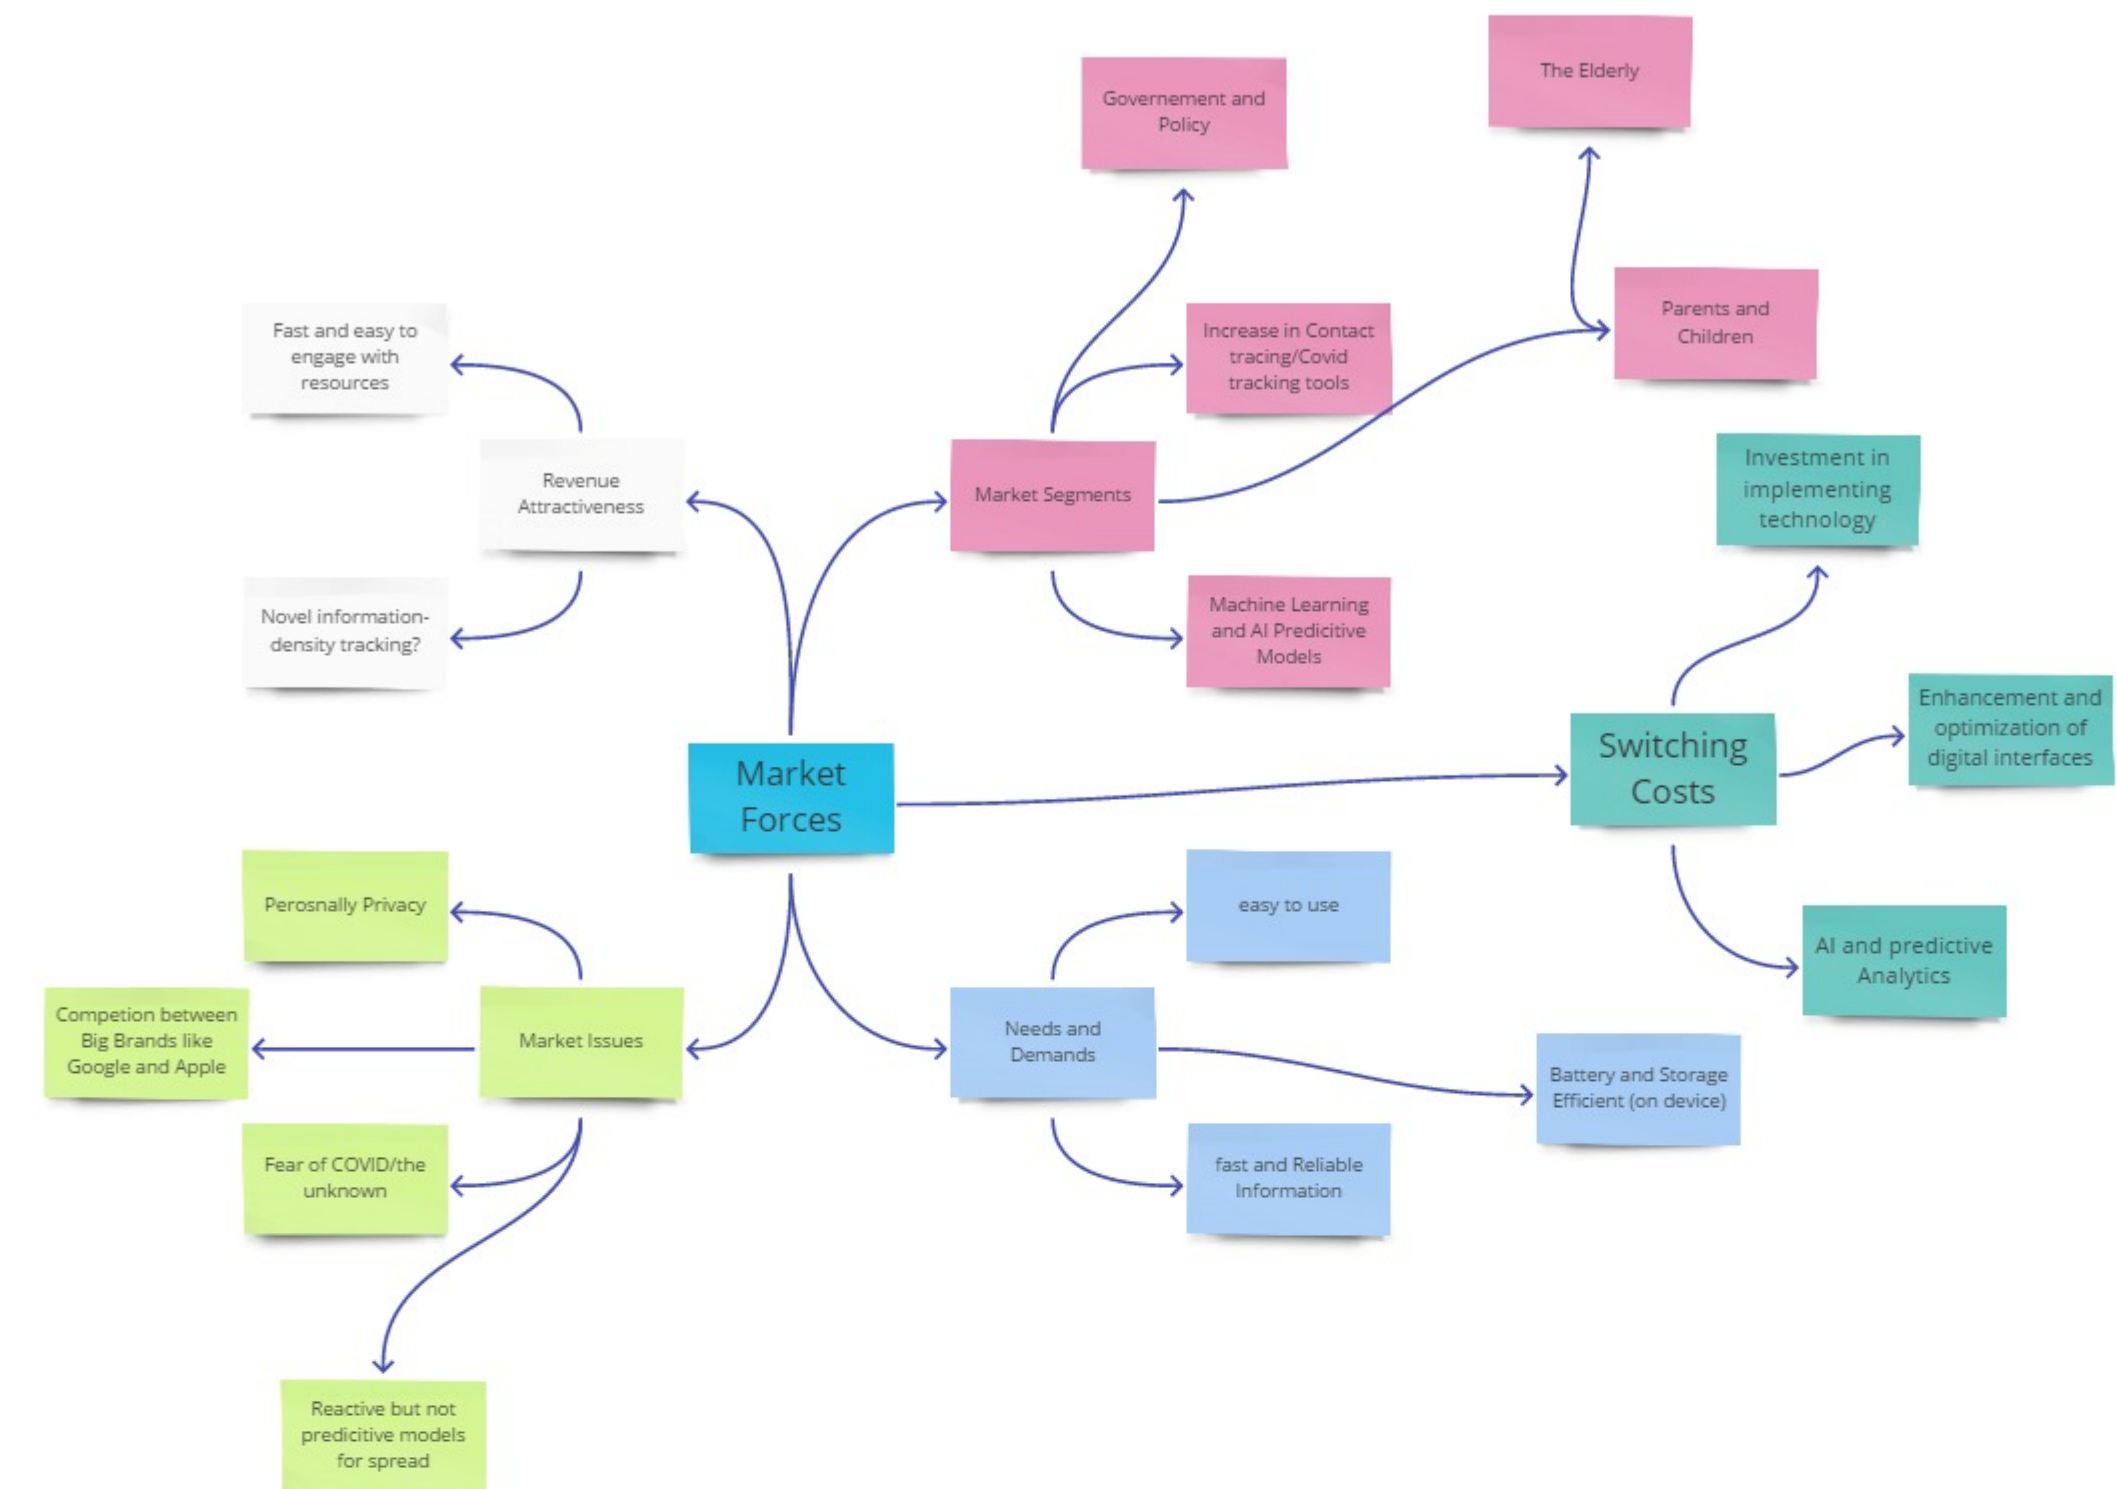 The Elderly
Governement and
Policy
Parents and
Children
Fast and easy to
engage with
resources
Increase in Contact
tracing/Covid
tracking tools
Revenue
Attractiveness
Market Segments
Investment in
implementing
technology
Novel information-
density tracking?
Machine Learning
and AI Predicitive
Models
Market
Forces
Switching
Costs
Enhancement and
optimization of
digital interfaces
Perosnally Privacy
easy to use
AI and predictive
Analytics
Competion between
Big Brands like
Google and Apple
Market Issues
Needs and
Demands
Battery and Storage
Efficient (on device)
Fear of COVID/the
unknown
fast and Reliable
Information
Reactive but not
predicitive models
for spread